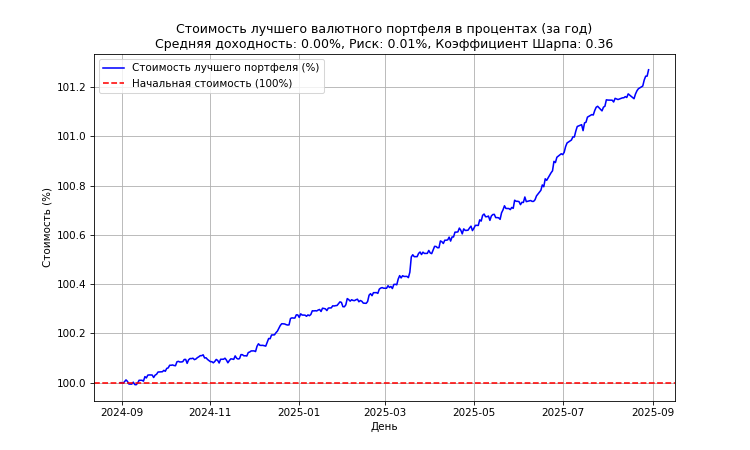 Стоимость лучшего валютного портфеля в процентах (за год)
Средняя доходность: 0.00%, Риск: 0.01%, Коэффициент Шарпа: 0.36
Стоимость лучшего портфеля (%)
Начальная стоимость (100%)
Стоимость (%)
101.2
101.0
100.8
100.6
100.4
100.2
100.0
2024-09
2024-11
2025-01
2025-03
2025-05
2025-07
2025-09
День